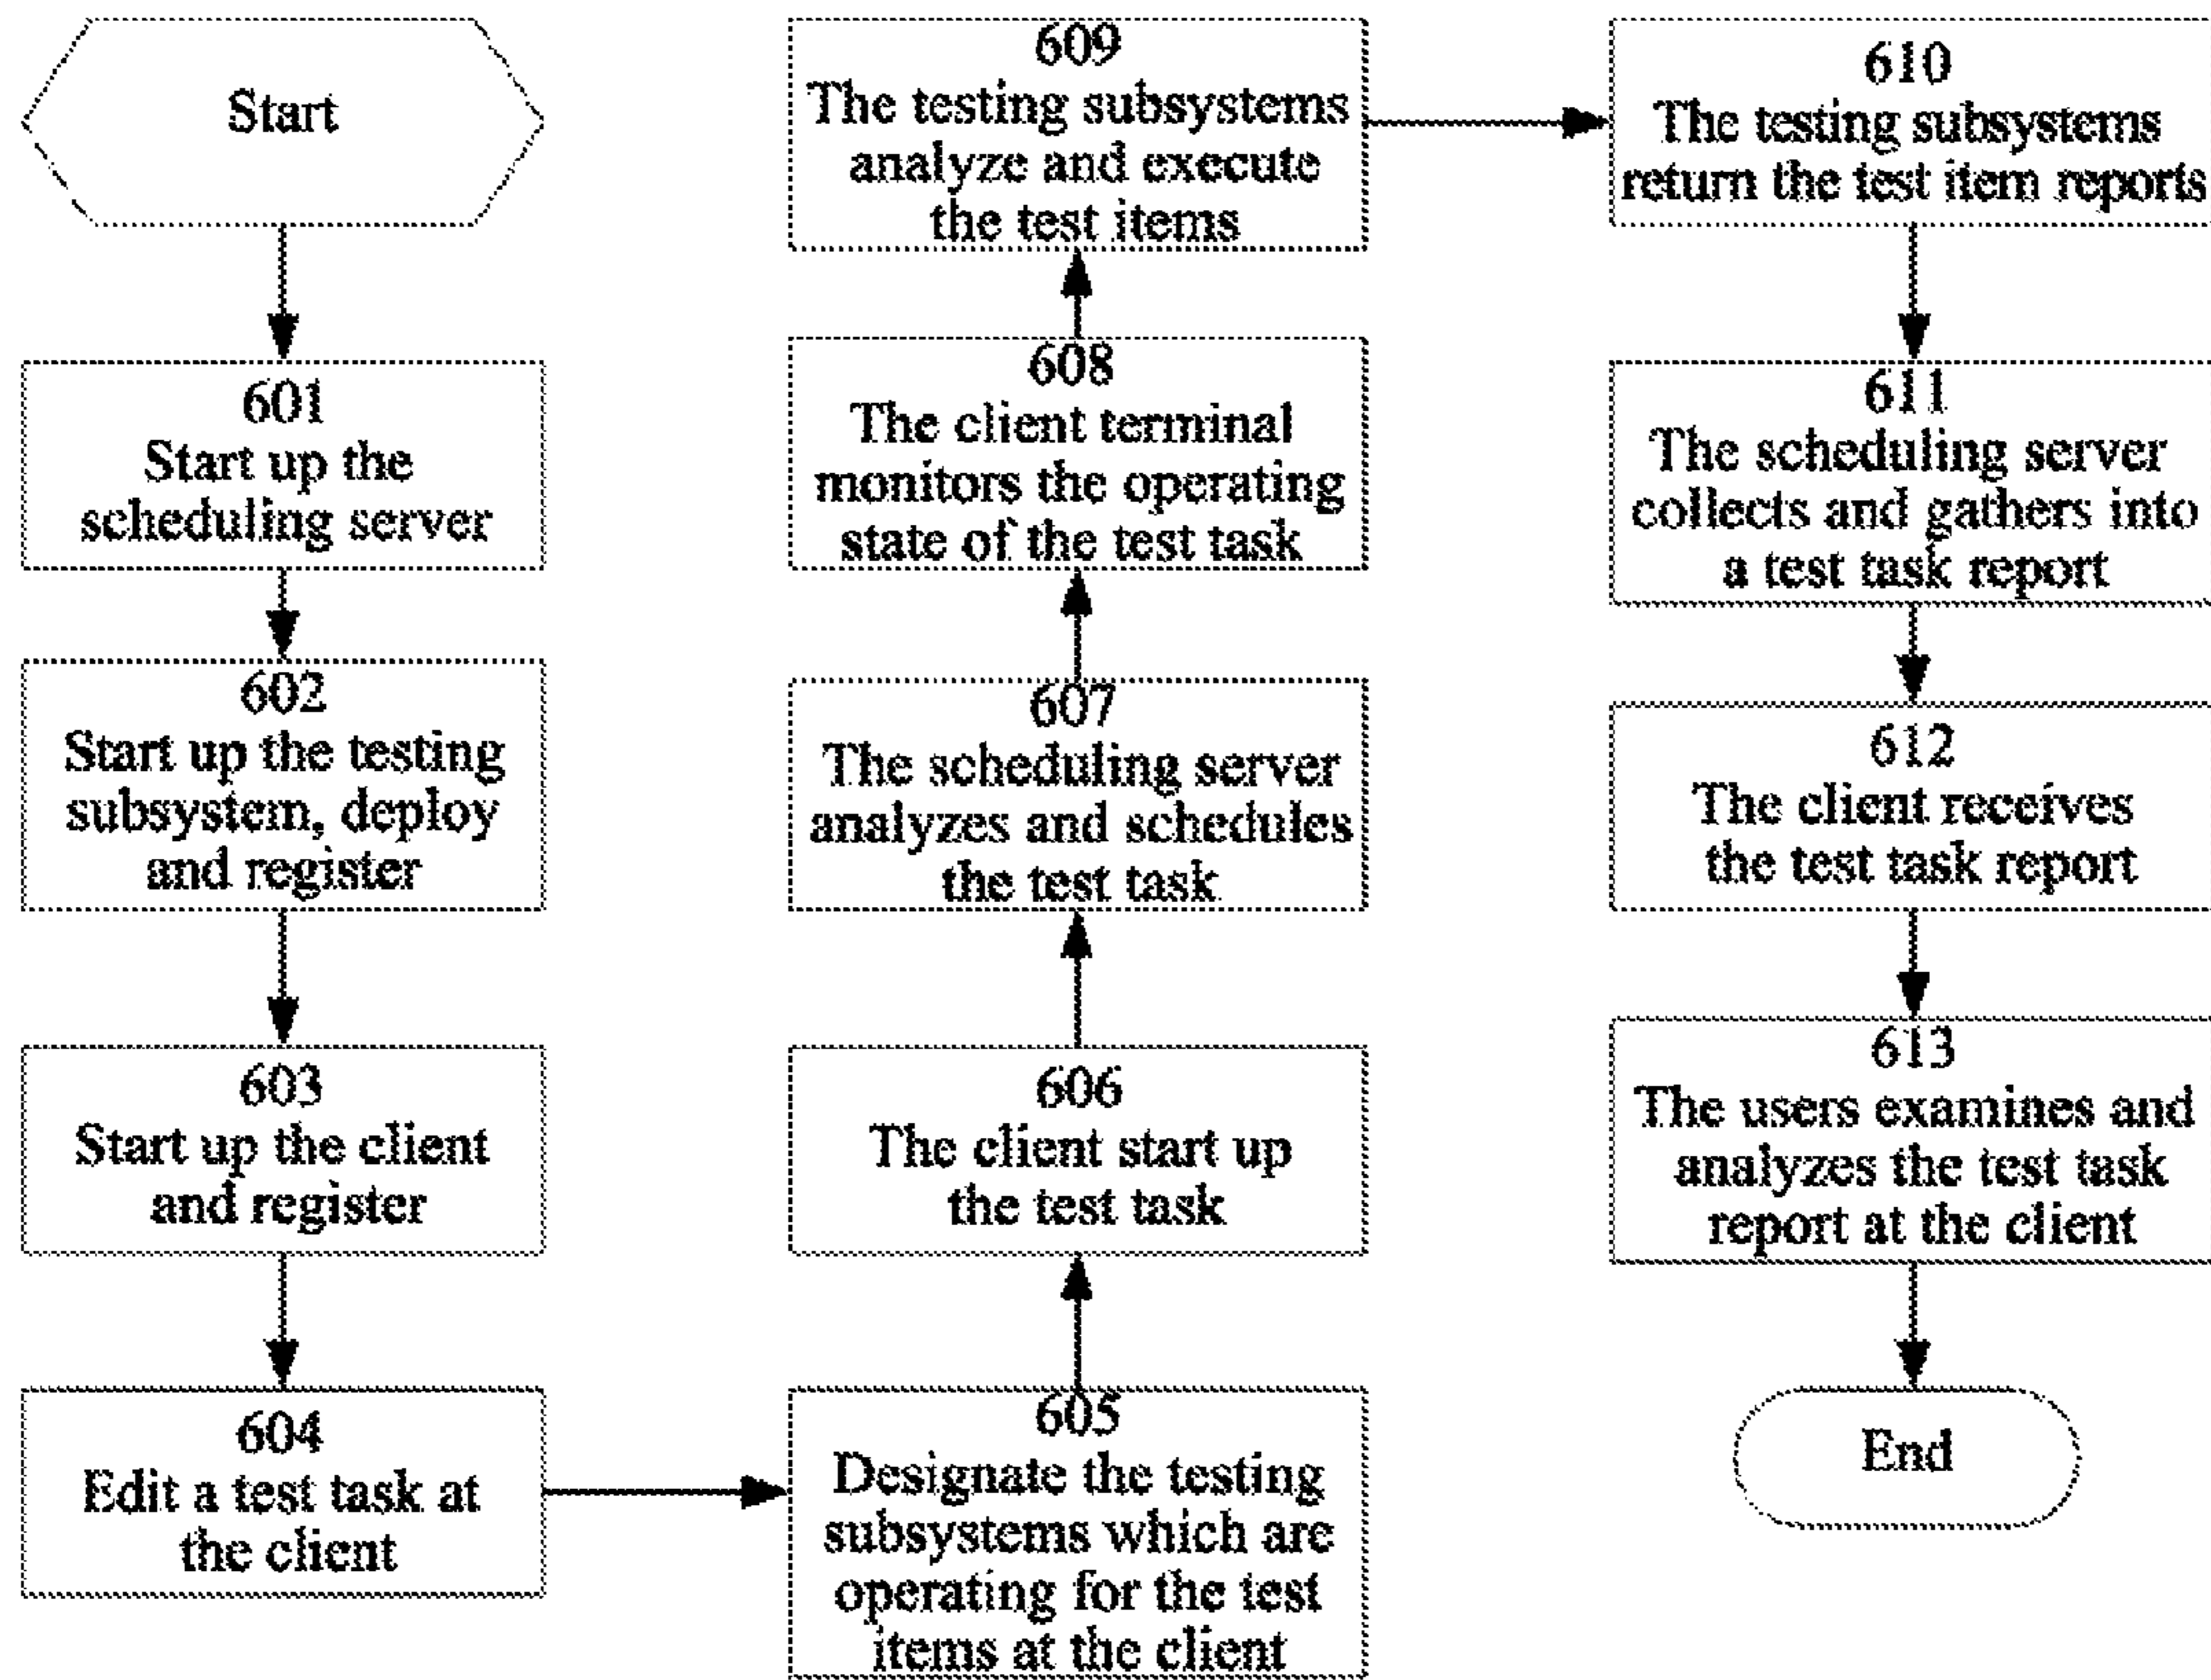 Start
601
Start up the
scheduling server
602
Start up the testing
subsystem, deploy
and register
603
Start up the client
and register
604
Edit a test task at
the client
605
Designate the testing
subsystems which are
operating for the test
items at the client
606
The client start up
the test task
607
The scheduling server
analyzes and schedules
the test task
608
The client terminal
monitors the operating
state of the test task
609
The testing subsystems
analyze and execute
the test items
610
The testing subsystems
return the test item reports
611
The scheduling server
collects and gathers into
a test task report
612
The client receives
the test task report
613
The users examines and
analyzes the test task
report at the client
End